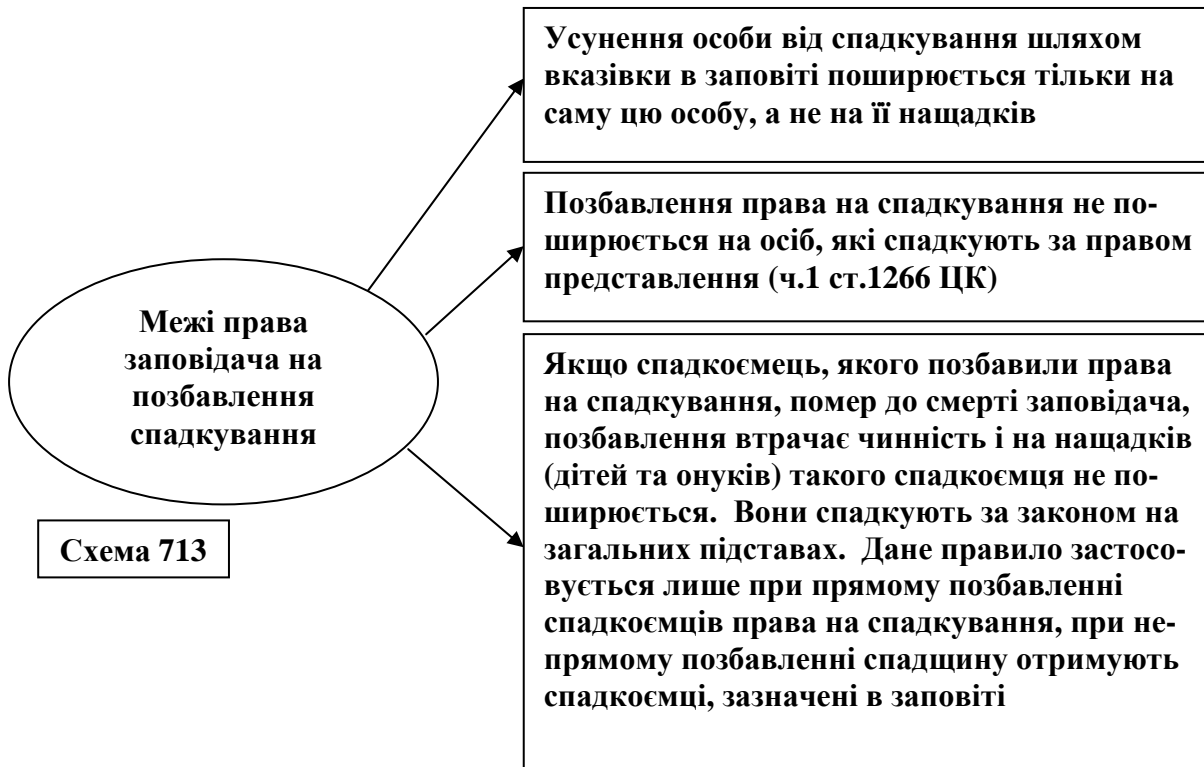 Усунення особи від спадкування шляхом
вказівки в заповіті поширюється тільки на
саму цю особу, а не на її нащадків
Позбавлення права на спадкування не по-
ширюється на осіб, які спадкують за правом
представлення (ч.1 ст.1266 ЦК)
Межі права
заповідача на
позбавлення
спадкування
Якщо спадкоємець, якого позбавили права
на спадкування, помер до смерті заповідача,
позбавлення втрачає чинність і на нащадків
(дітей та онуків) такого спадкоємця не по-
ширюється. Вони спадкують за законом на
загальних підставах. Дане правило застосо-
вується лише при прямому позбавленні
спадкоємців права на спадкування, при не-
прямому позбавленні спадщину отримують
спадкоємці, зазначені в заповіті
Схема 713